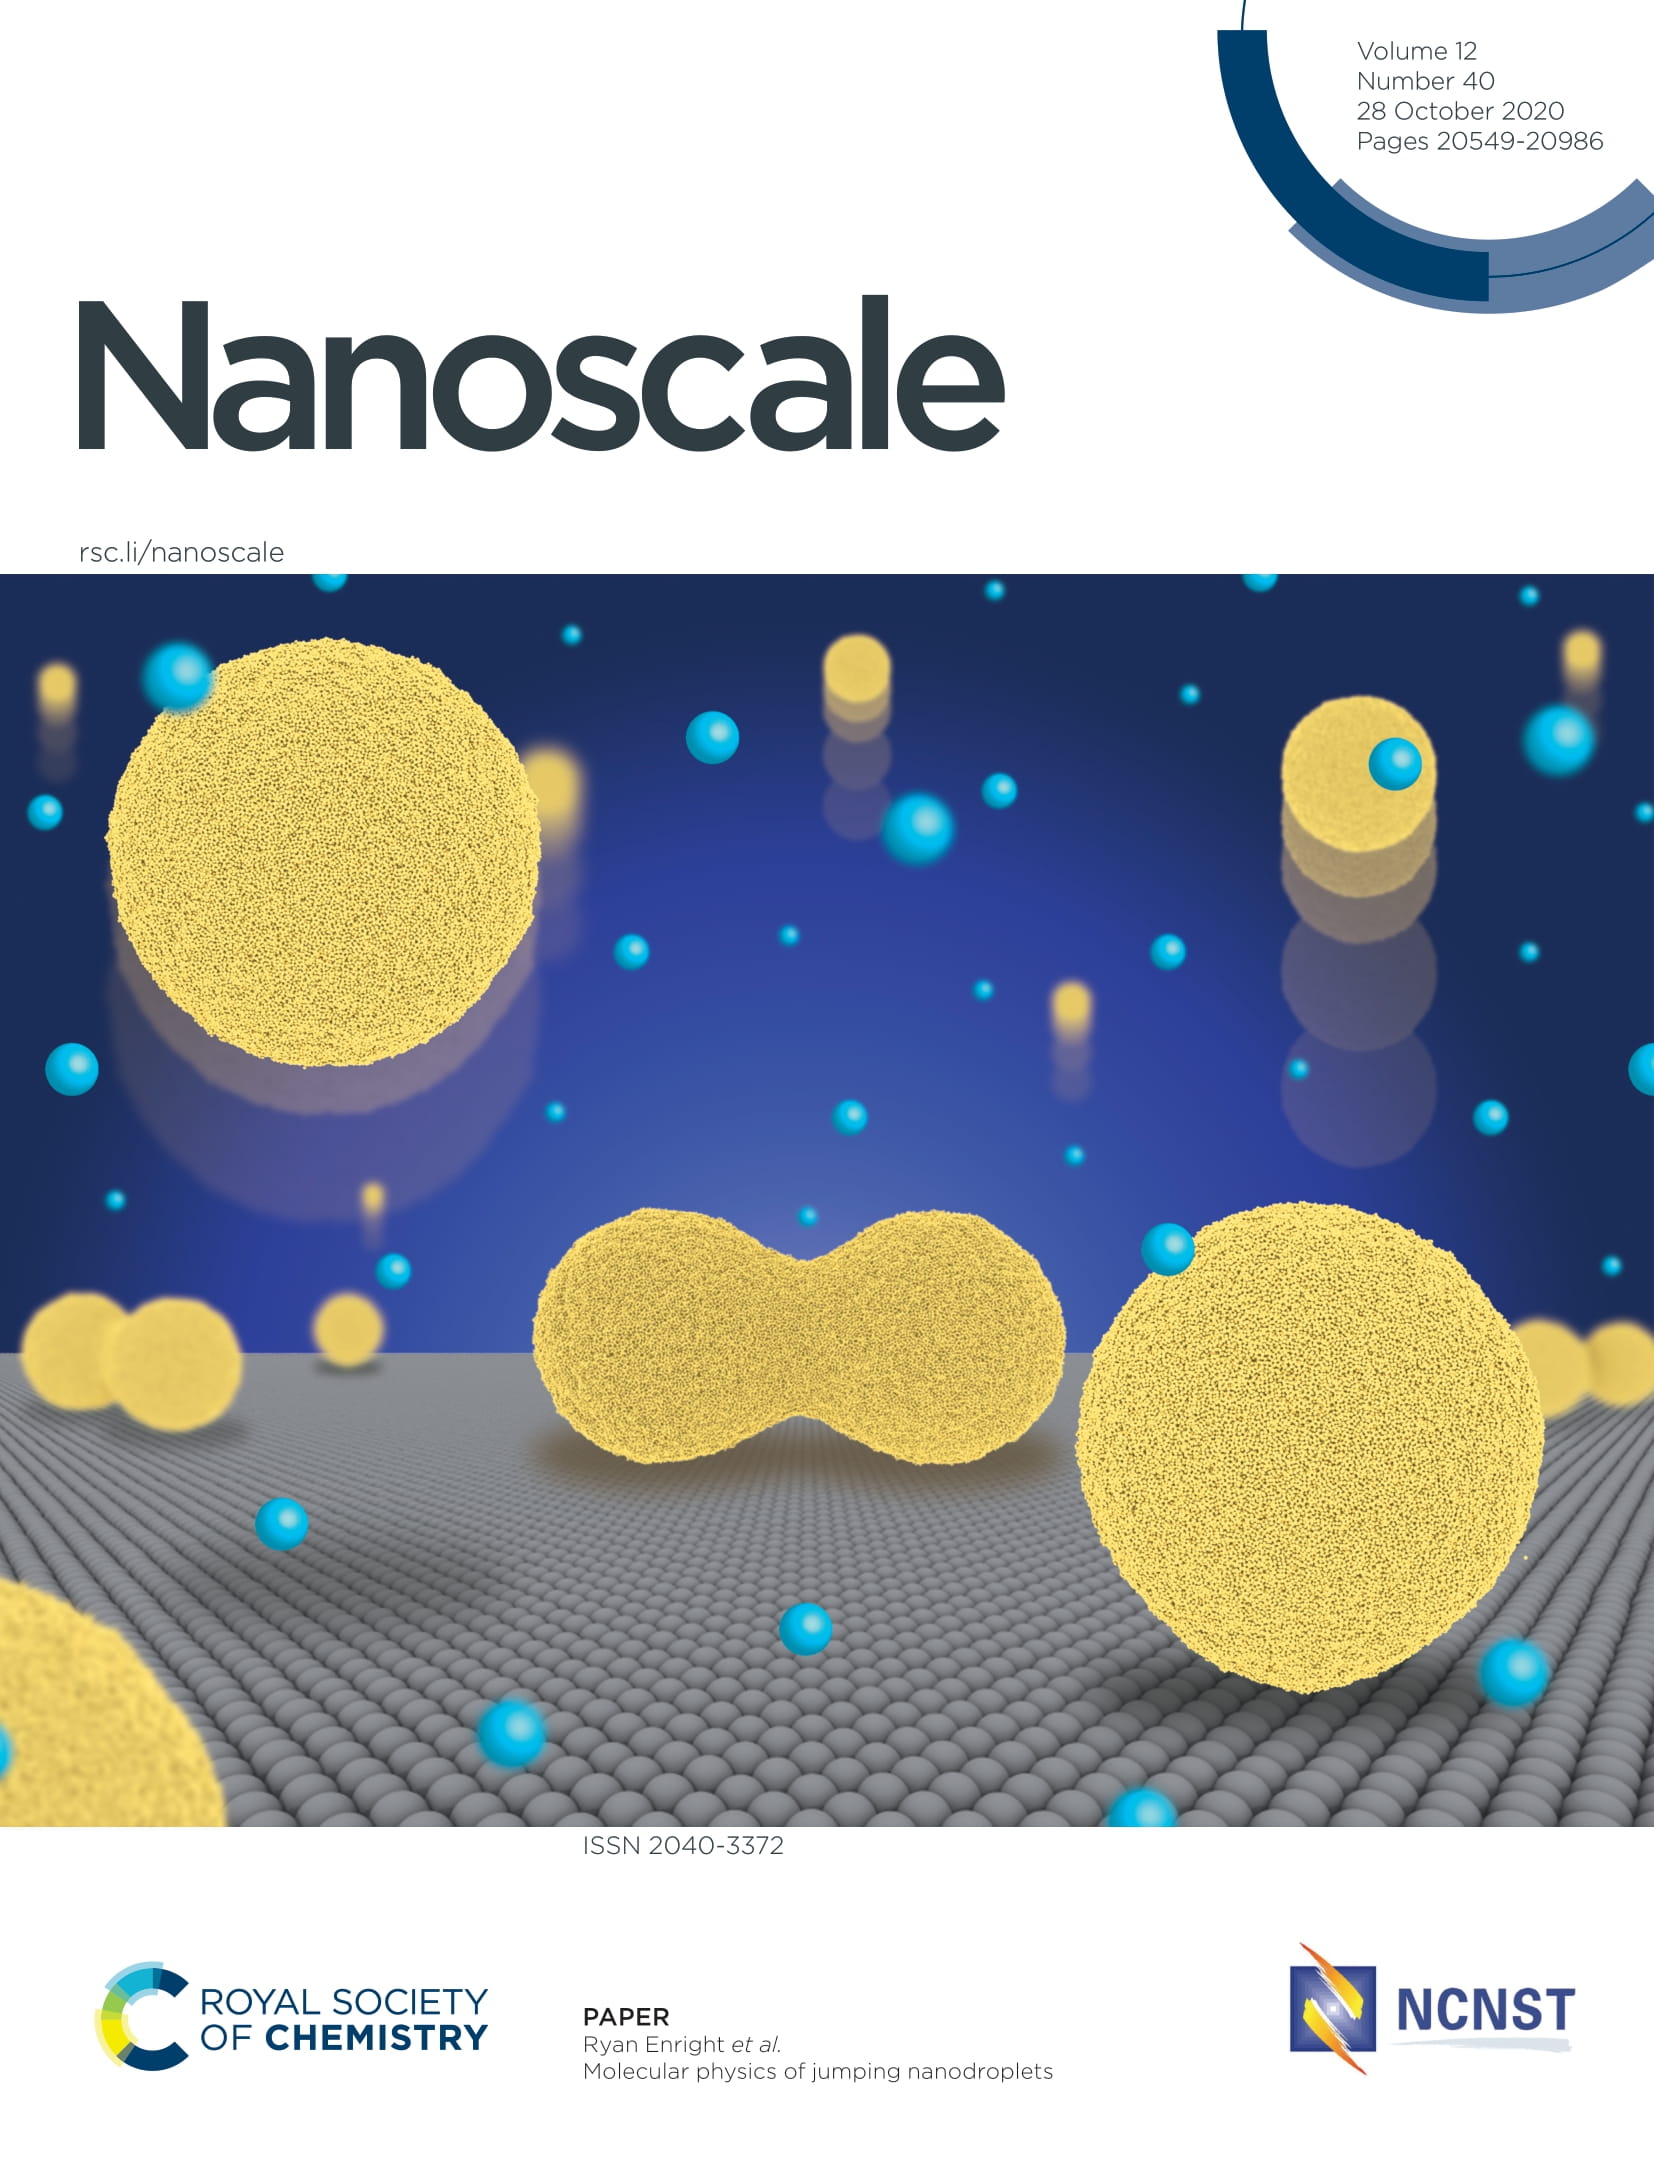 Volume 12
Number 40
28 October 2020
Pages 20549-20986
Nanoscale
rsc.li/nanoscale
ISSN 2040-3372
ROYAL SOCIETY
OF CHEMISTRY
PAPER
Ryan Enright et al.
Molecular physics of jumping nanodroplets
NCNST